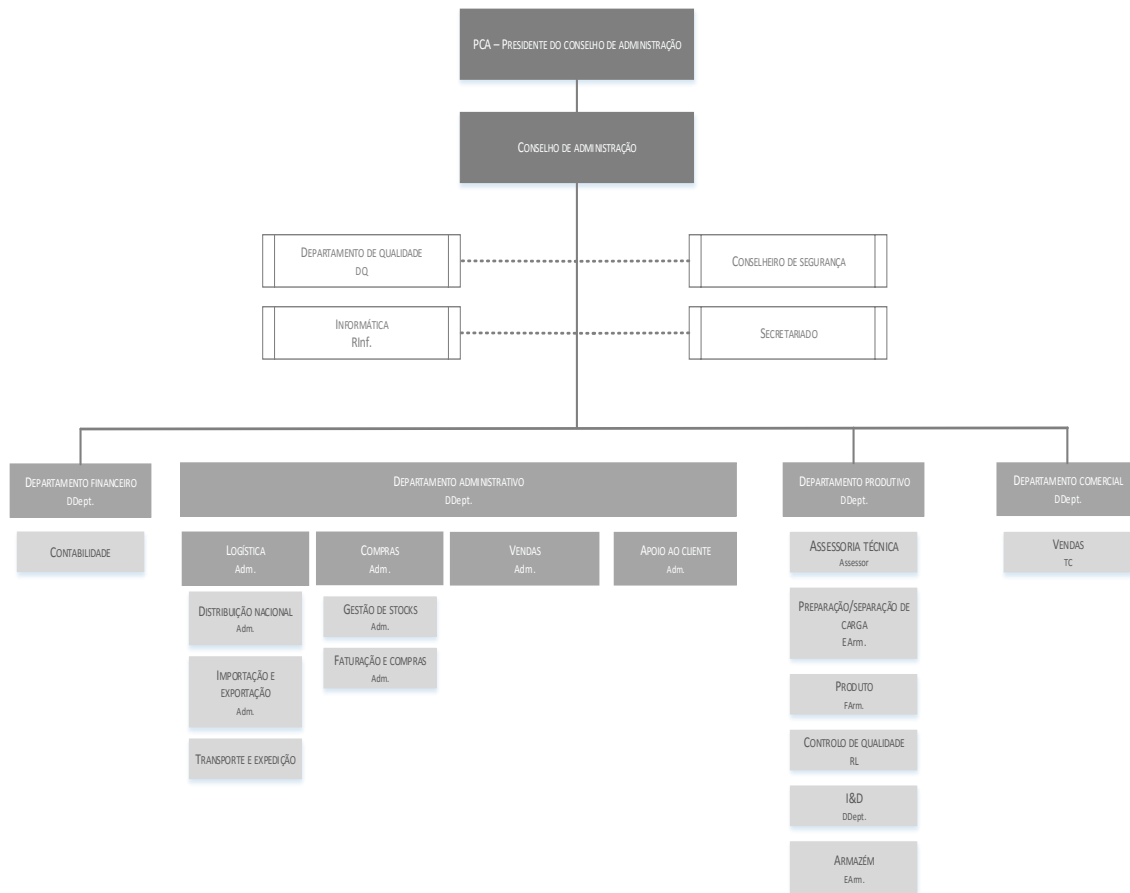 PCA – Presidente do conselho de administração
Conselho de administração
Departamento de qualidade
DQ
Conselheiro de segurança
Informática
RInf.
Secretariado
Departamento financeiro
DDept.
Departamento administrativo
DDept.
Departamento produtivo
DDept.
Departamento comercial
DDept.
Contabilidade
Logística
Adm.
Compras
Adm.
Vendas
Adm.
Apoio ao cliente
Adm.
Assessoria técnica
Assessor
Vendas
TC
Distribuição nacional
Adm.
Gestão de stocks
Adm.
Preparação/separação de
carga
EArm.
Importação e
exportação
Adm.
Faturação e compras
Adm.
Produto
FArm.
Transporte e expedição
Controlo de qualidade
RL
I&D
DDept.
Armazém
EArm.